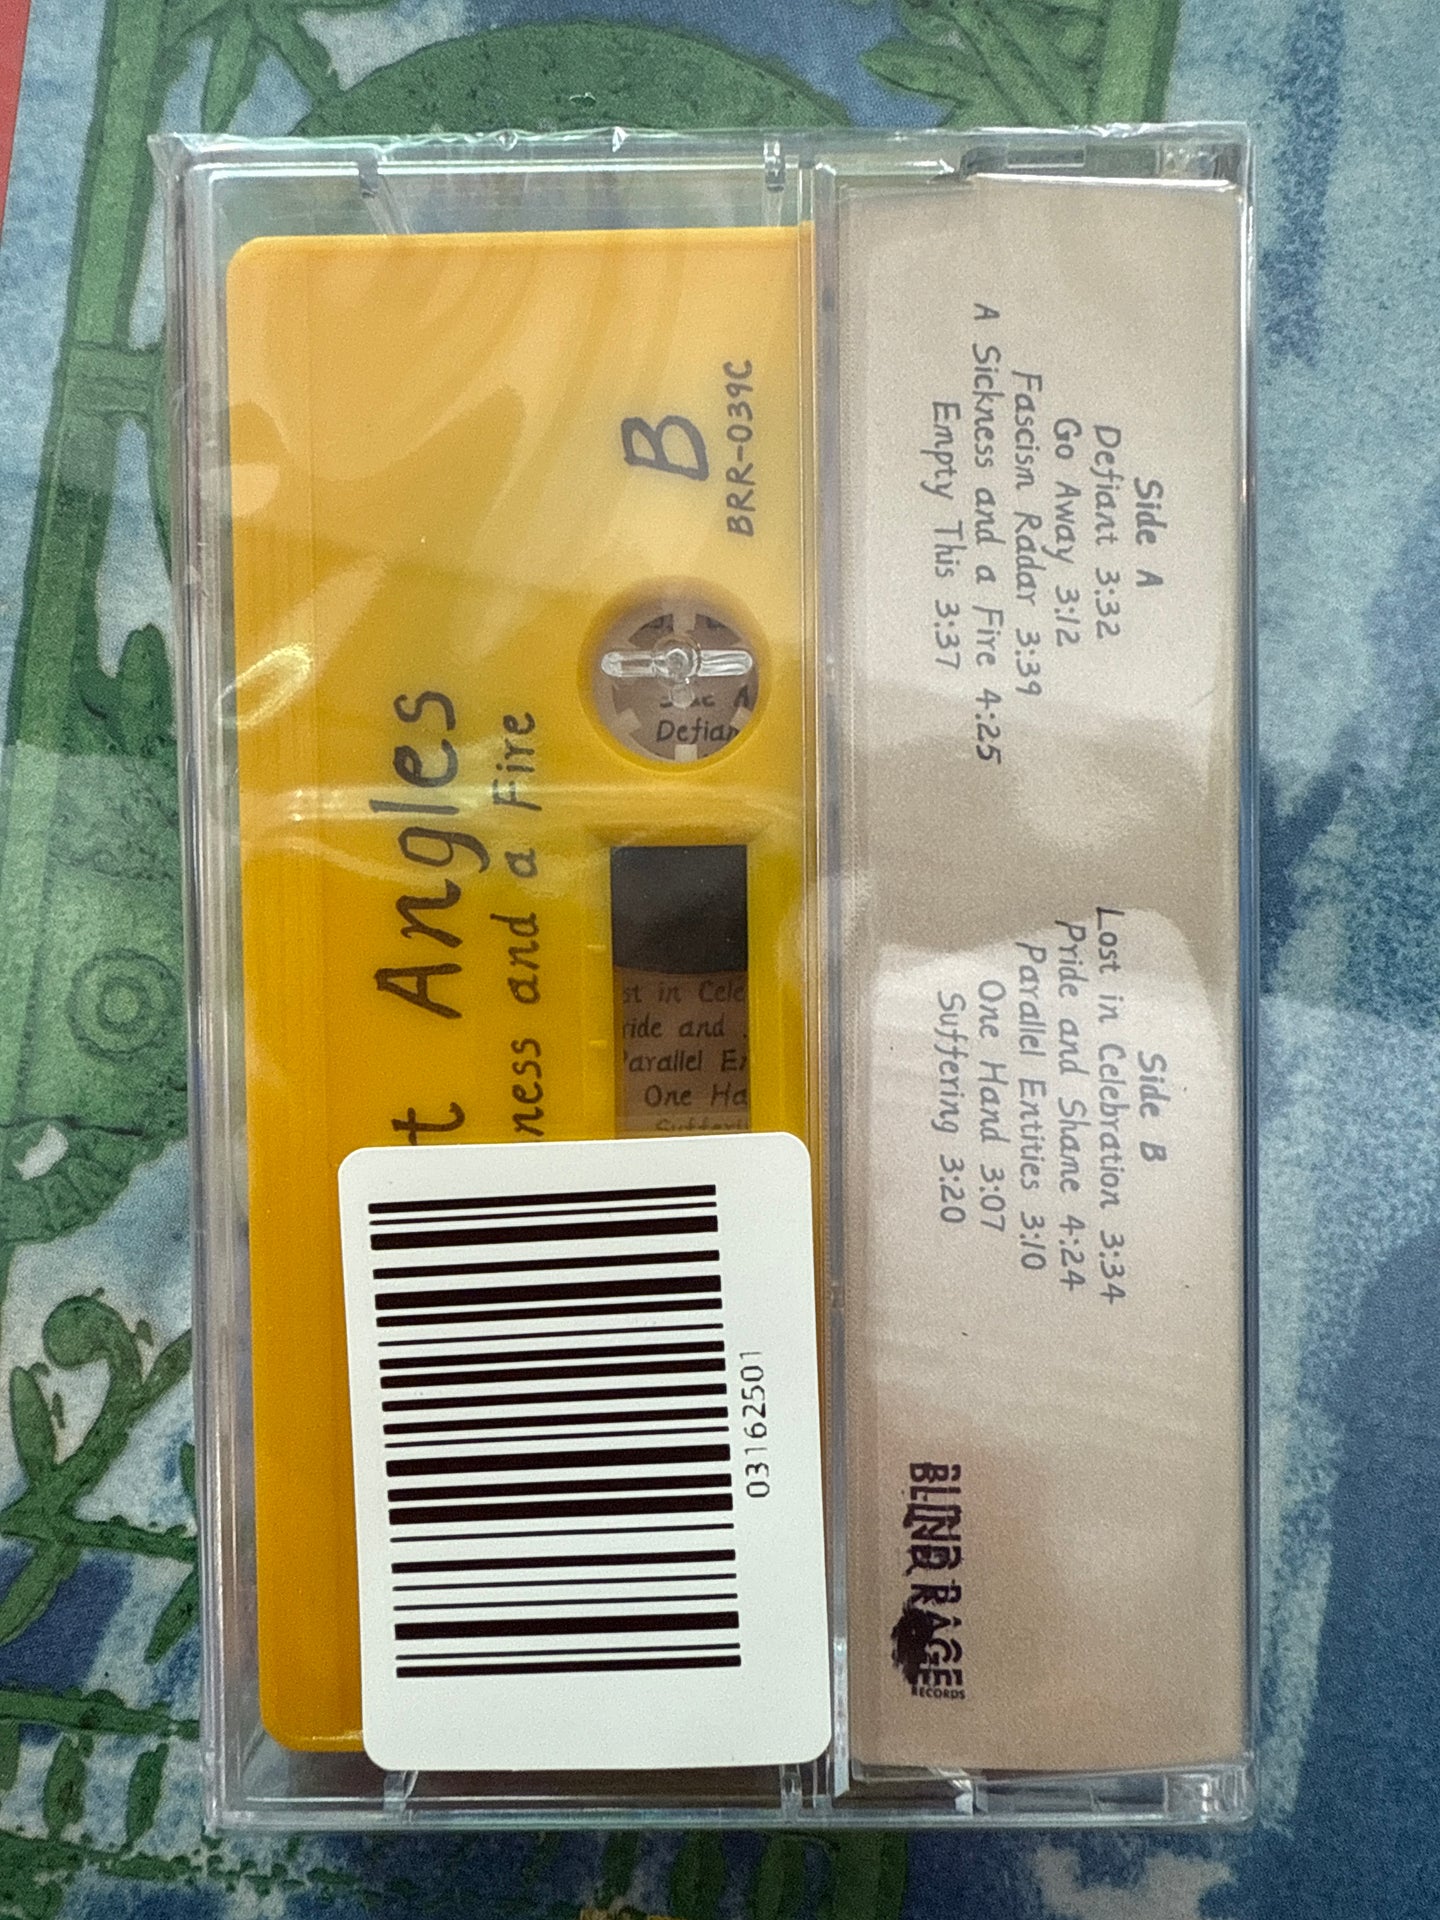 Side A
Defiant 3:32
Go Away 3:12
Fascism Radar 3:39
A Sickness and a Fire 4:25
Empty This 3:37
Side B
Lost in Celebration 3:34
Pride and Shame 4:24
Parallel Entities 3:10
One Hand 3:07
Suffering 3:20
BLIND RAGE
RECORDS
B
BRR-039C
t Angles
ness and a Fire
Defian
st in Cele
ride and
Parallel En
One Ha
Sufferi
03162501